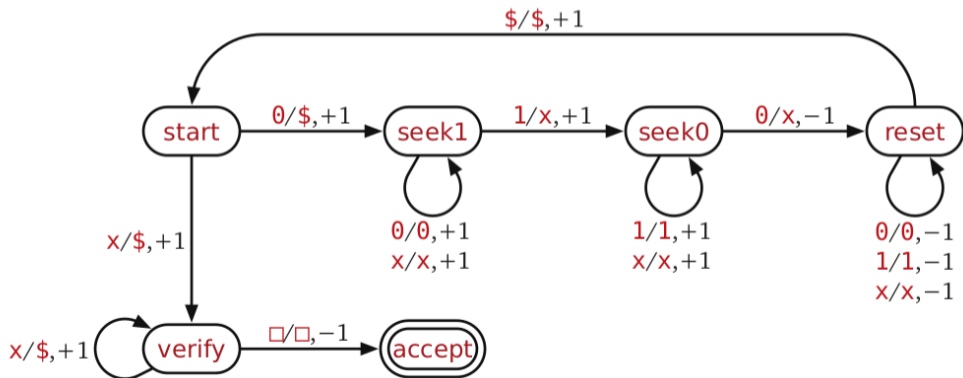 $/$,+1
start
0/$,+1
seek1
1/x,+1
seek0
0/x,−1
reset
0/0,+1
x/x,+1
1/1,+1
x/x,+1
0/0,−1
1/1,−1
x/x,−1
x/$,+1
x/$,+1
verify
□/□,−1
accept